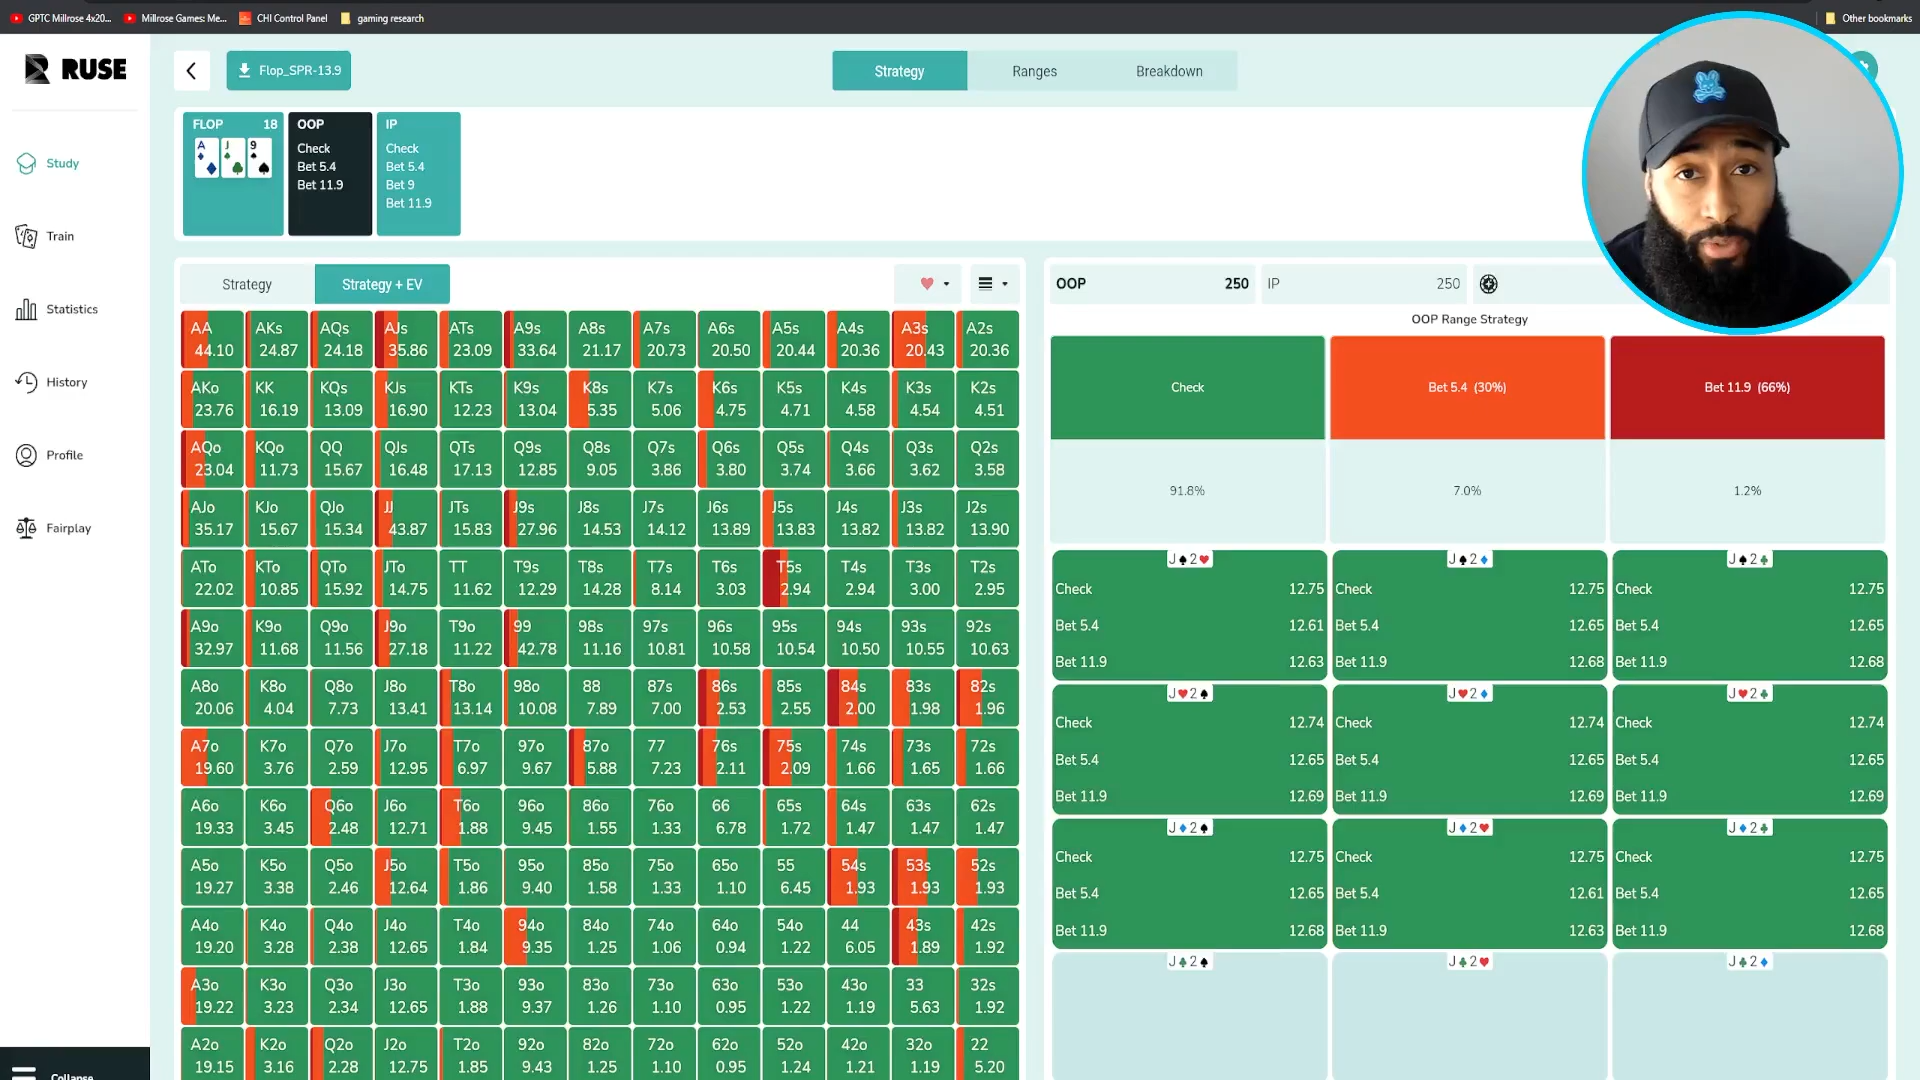 GPTC Millrose 4x20...
Millrose Games: Me...
CHI Control Panel
gaming research
Other bookmarks
RUSE
Flop_SPR-13.9
Strategy
Ranges
Breakdown
FLOP 18
A J 9
OOP
Check
Bet 5.4
Bet 11.9
IP
Check
Bet 5.4
Bet 9
Bet 11.9
Study
Train
Statistics
History
Profile
Fairplay
Collapse
Strategy
Strategy + EV
AA AKs AQs AJs ATs A9s A8s A7s A6s A5s A4s A3s A2s
44.10 24.87 24.18 35.86 23.09 33.64 21.17 20.73 20.50 20.44 20.36 20.43 20.36
AKo KK KQs KJs KTs K9s K8s K7s K6s K5s K4s K3s K2s
23.76 16.19 13.09 16.90 12.23 13.04 5.35 5.06 4.75 4.71 4.58 4.54 4.51
AQo KQo QQ QJs QTs Q9s Q8s Q7s Q6s Q5s Q4s Q3s Q2s
23.04 11.73 15.67 16.48 17.13 12.85 9.05 3.86 3.80 3.74 3.66 3.62 3.58
AJo KJo QJo JJ JTs J9s J8s J7s J6s J5s J4s J3s J2s
35.17 15.67 15.34 43.87 15.83 27.96 14.53 14.12 13.89 13.83 13.82 13.82 13.90
ATo KTo QTo JTo TT T9s T8s T7s T6s T5s T4s T3s T2s
22.02 10.85 15.92 14.75 11.62 12.29 14.28 8.14 3.03 2.94 2.94 3.00 2.95
A9o K9o Q9o J9o T9o 99 98s 97s 96s 95s 94s 93s 92s
32.97 11.68 11.56 27.18 11.22 42.78 11.16 10.81 10.58 10.54 10.50 10.55 10.63
A8o K8o Q8o J8o T8o 98o 88 87s 86s 85s 84s 83s 82s
20.06 4.04 7.73 13.41 13.14 10.08 7.89 7.00 2.53 2.55 2.00 1.98 1.96
A7o K7o Q7o J7o T7o 97o 87o 77 76s 75s 74s 73s 72s
19.60 3.76 2.59 12.95 6.97 9.67 5.88 7.23 2.11 2.09 1.66 1.65 1.66
A6o K6o Q6o J6o T6o 96o 86o 76o 66 65s 64s 63s 62s
19.33 3.45 2.48 12.71 1.88 9.45 1.55 1.33 6.78 1.72 1.47 1.47 1.47
A5o K5o Q5o J5o T5o 95o 85o 75o 65o 55 54s 53s 52s
19.27 3.38 2.46 12.64 1.86 9.40 1.58 1.33 1.10 6.45 1.93 1.93 1.93
A4o K4o Q4o J4o T4o 94o 84o 74o 64o 54o 44 43s 42s
19.20 3.28 2.38 12.65 1.84 9.35 1.25 1.06 0.94 1.22 6.05 1.89 1.92
A3o K3o Q3o J3o T3o 93o 83o 73o 63o 53o 43o 33 32s
19.22 3.23 2.34 12.65 1.88 9.37 1.26 1.10 0.95 1.22 1.19 5.63 1.92
A2o K2o Q2o J2o T2o 92o 82o 72o 62o 52o 42o 32o 22
19.15 3.16 2.28 12.75 1.85 9.43 1.25 1.10 0.95 1.24 1.21 1.19 5.20
OOP 250
IP 250
OOP Range Strategy
Check
Bet 5.4 (30%)
Bet 11.9 (66%)
91.8% 7.0% 1.2%
J♠2♥ J♠2♦ J♠2♣
Check 12.75 Check 12.75 Check 12.75
Bet 5.4 12.61 Bet 5.4 12.65 Bet 5.4 12.65
Bet 11.9 12.63 Bet 11.9 12.68 Bet 11.9 12.68
J♥2♠ J♥2♦ J♥2♣
Check 12.74 Check 12.74 Check 12.74
Bet 5.4 12.65 Bet 5.4 12.65 Bet 5.4 12.65
Bet 11.9 12.69 Bet 11.9 12.69 Bet 11.9 12.69
J♦2♠ J♦2♥ J♦2♣
Check 12.75 Check 12.75 Check 12.75
Bet 5.4 12.65 Bet 5.4 12.61 Bet 5.4 12.65
Bet 11.9 12.68 Bet 11.9 12.63 Bet 11.9 12.68
J♣2♠ J♣2♥ J♣2♦